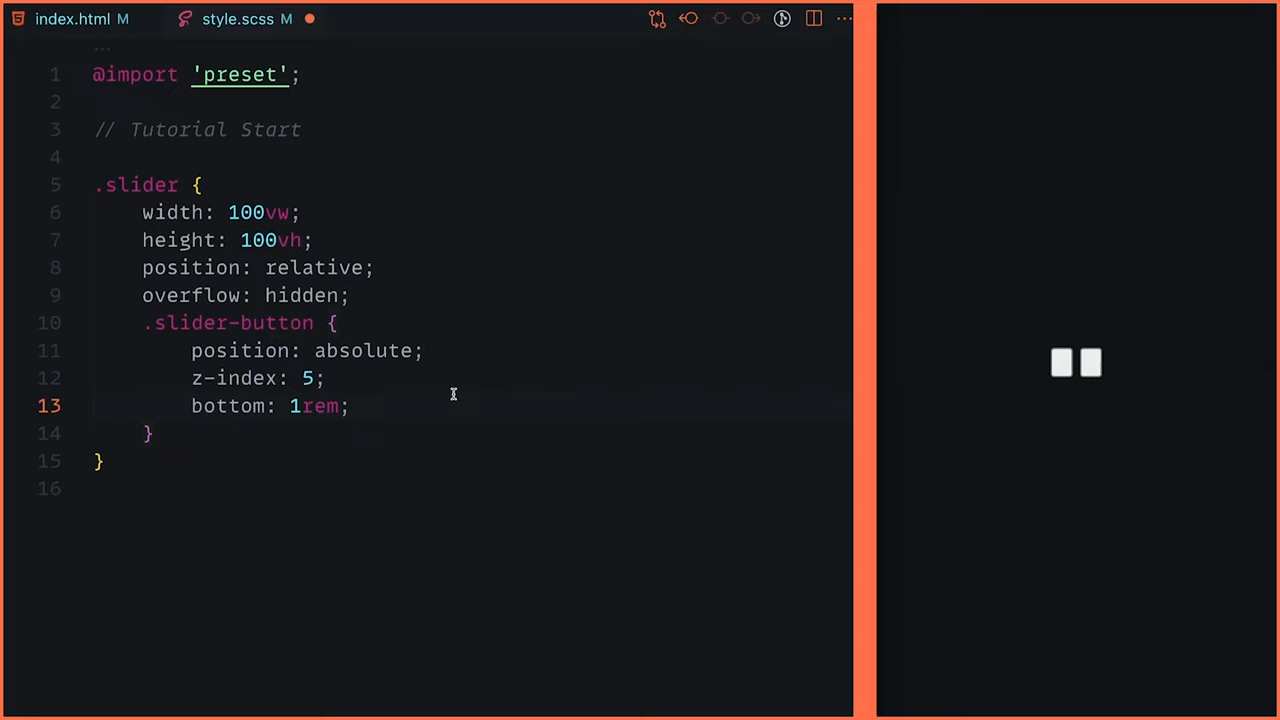 index.html M
style.scss M
...
1 @import 'preset';
2
3 // Tutorial Start
4
5 .slider {
6 width: 100vw;
7 height: 100vh;
8 position: relative;
9 overflow: hidden;
10 .slider-button {
11 position: absolute;
12 z-index: 5;
13 bottom: 1rem;
14 }
15 }
16